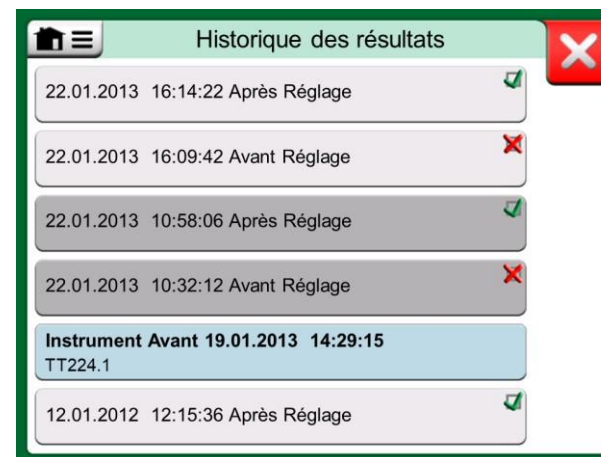 Historique des résultats
22.01.2013 16:14:22 Après Réglage
22.01.2013 16:09:42 Avant Réglage
22.01.2013 10:58:06 Après Réglage
22.01.2013 10:32:12 Avant Réglage
Instrument Avant 19.01.2013 14:29:15
TT224.1
12.01.2012 12:15:36 Après Réglage